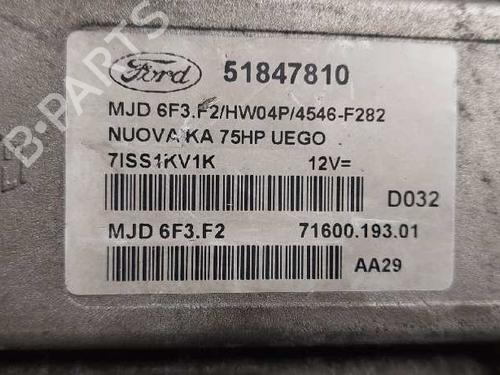 Ford 51847810
MJD 6F3.F2/HW04P/4546-F282
NUOVA KA 75HP UEGO
7ISS1KV1K 12V=
D032
MJD 6F3.F2 71600.193.01
AA29
B-PARTS